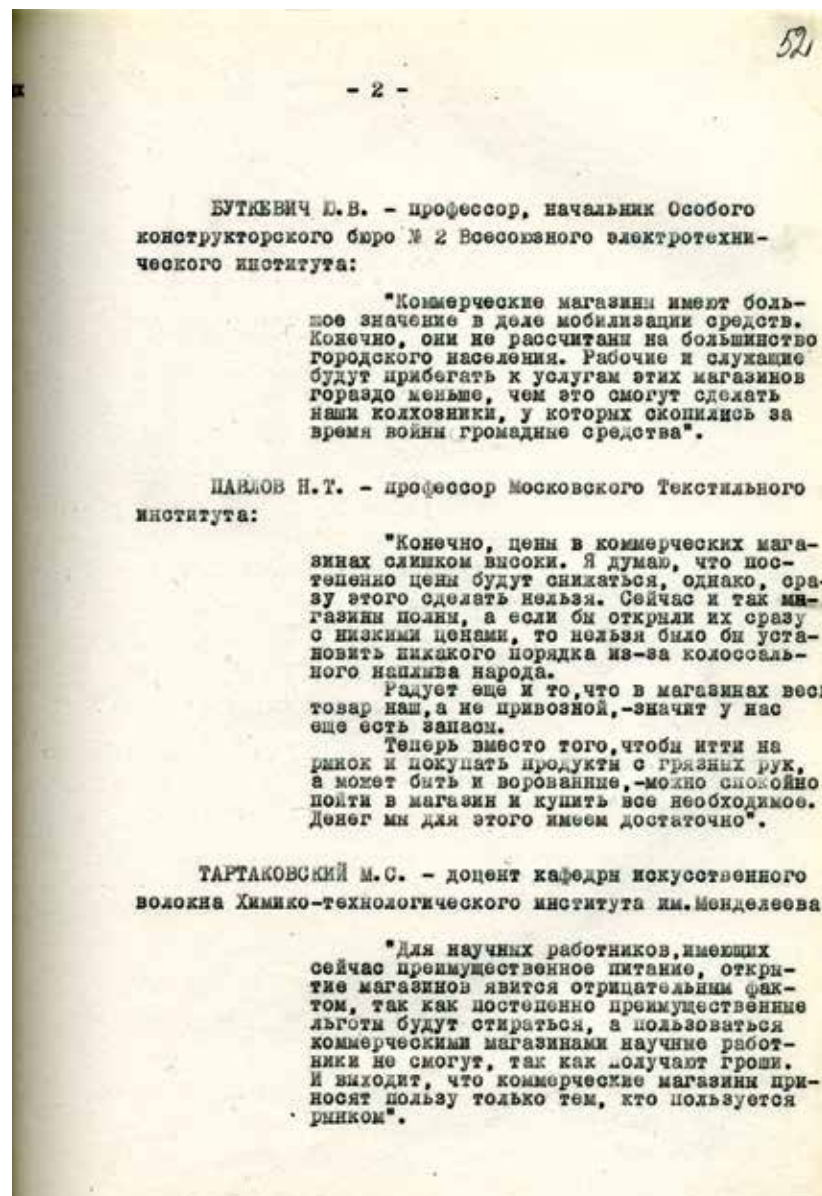 52
- 2 -
БУТКЕВИЧ Ю.В. - профессор, начальник Особого
конструкторского бюро № 2 Всесоюзного электротехни-
ческого института:
"Коммерческие магазины имеют боль-
шое значение в деле мобилизации средств.
Конечно, они не рассчитаны на большинство
городского населения. Рабочие и служащие
будут прибегать к услугам этих магазинов
гораздо меньше, чем это смогут сделать
наши колхозники, у которых скопились за
время войны громадные средства".
ПАВЛОВ Н.Т. - профессор Московского Текстильного
института:
"Конечно, цены в коммерческих мага-
зинах слишком высоки. Я думаю, что пос-
тепенно цены будут снижаться, однако, сра-
зу этого сделать нельзя. Сейчас и так ма-
газины полны, а если бы открыли их сразу
с низкими ценами, то нельзя было бы уста-
новить никакого порядка из-за колоссаль-
ного наплыва народа.
Радует еще и то,что в магазинах весь
товар наш,а не привозной,-значит у нас
еще есть запасы.
Теперь вместо того,чтобы итти на
рынок и покупать продукты с грязных рук,
а может быть и ворованные,-можно спокойно
пойти в магазин и купить все необходимое.
Денег мы для этого имеем достаточно".
ТАРТАКОВСКИЙ М.С. - доцент кафедры искусственного
волокна Химико-технологического института им.Менделеева
"Для научных работников,имеющих
сейчас преимущественное питание, откры-
тие магазинов явится отрицательным фак-
том, так как постепенно преимущественные
льготы будут стираться, а пользоваться
коммерческими магазинами научные работ-
ники не смогут, так как получают гроши.
И выходит, что коммерческие магазины при-
носят пользу только тем, кто пользуется
рынком".